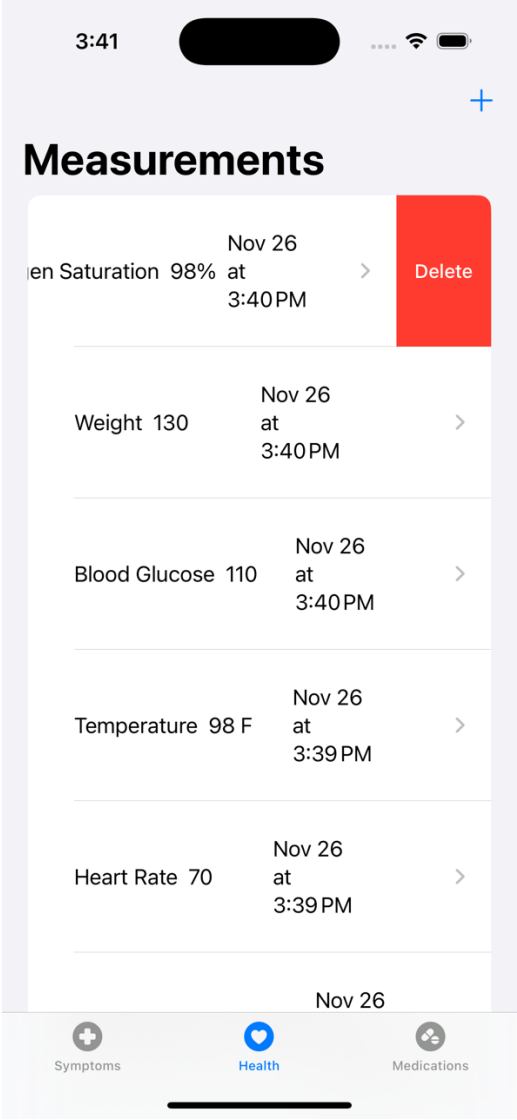 3:41
Measurements
en Saturation 98%
Nov 26
at
3:40 PM
Delete
Weight 130
Nov 26
at
3:40 PM
Blood Glucose 110
Nov 26
at
3:40 PM
Temperature 98 F
Nov 26
at
3:39 PM
Heart Rate 70
Nov 26
at
3:39 PM
Nov 26
Symptoms
Health
Medications